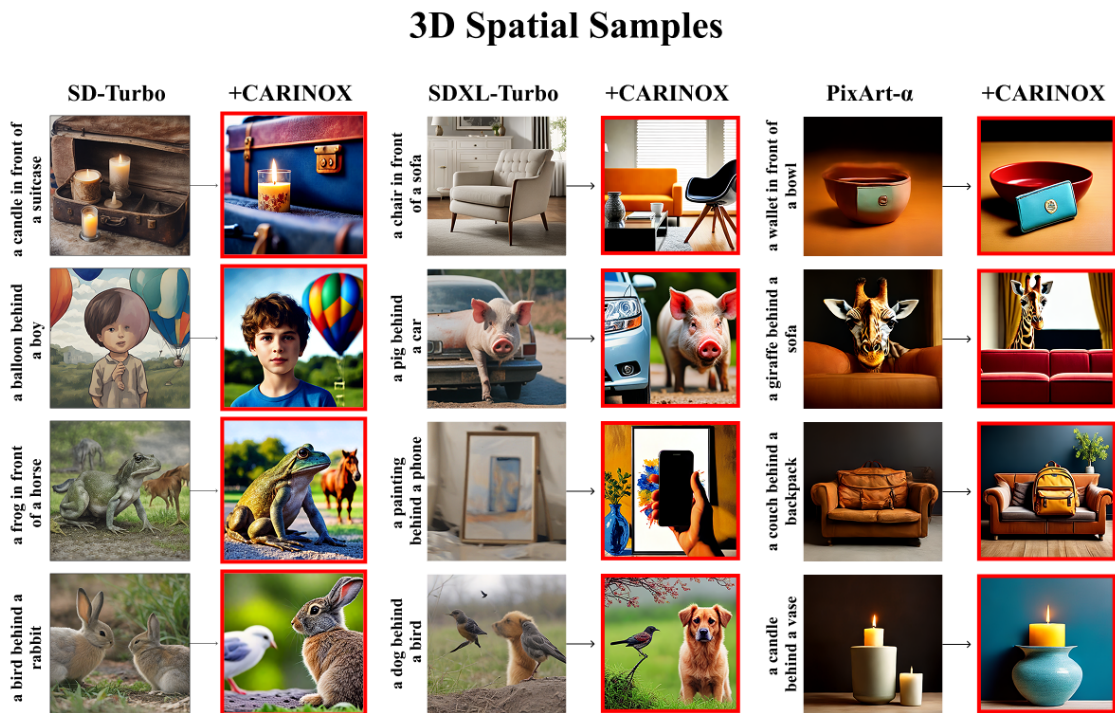 3D Spatial Samples
SD-Turbo
+CARINOX
SDXL-Turbo
+CARINOX
PixArt-α
+CARINOX
a candle in front of
a suitcase
a chair in front
of a sofa
a wallet in front of
a bowl
a balloon behind
a boy
a pig behind
a car
a giraffe behind a
sofa
a frog in front
of a horse
a painting
behind a phone
a couch behind a
backpack
a bird behind a
rabbit
a dog behind
a bird
a candle
behind a vase